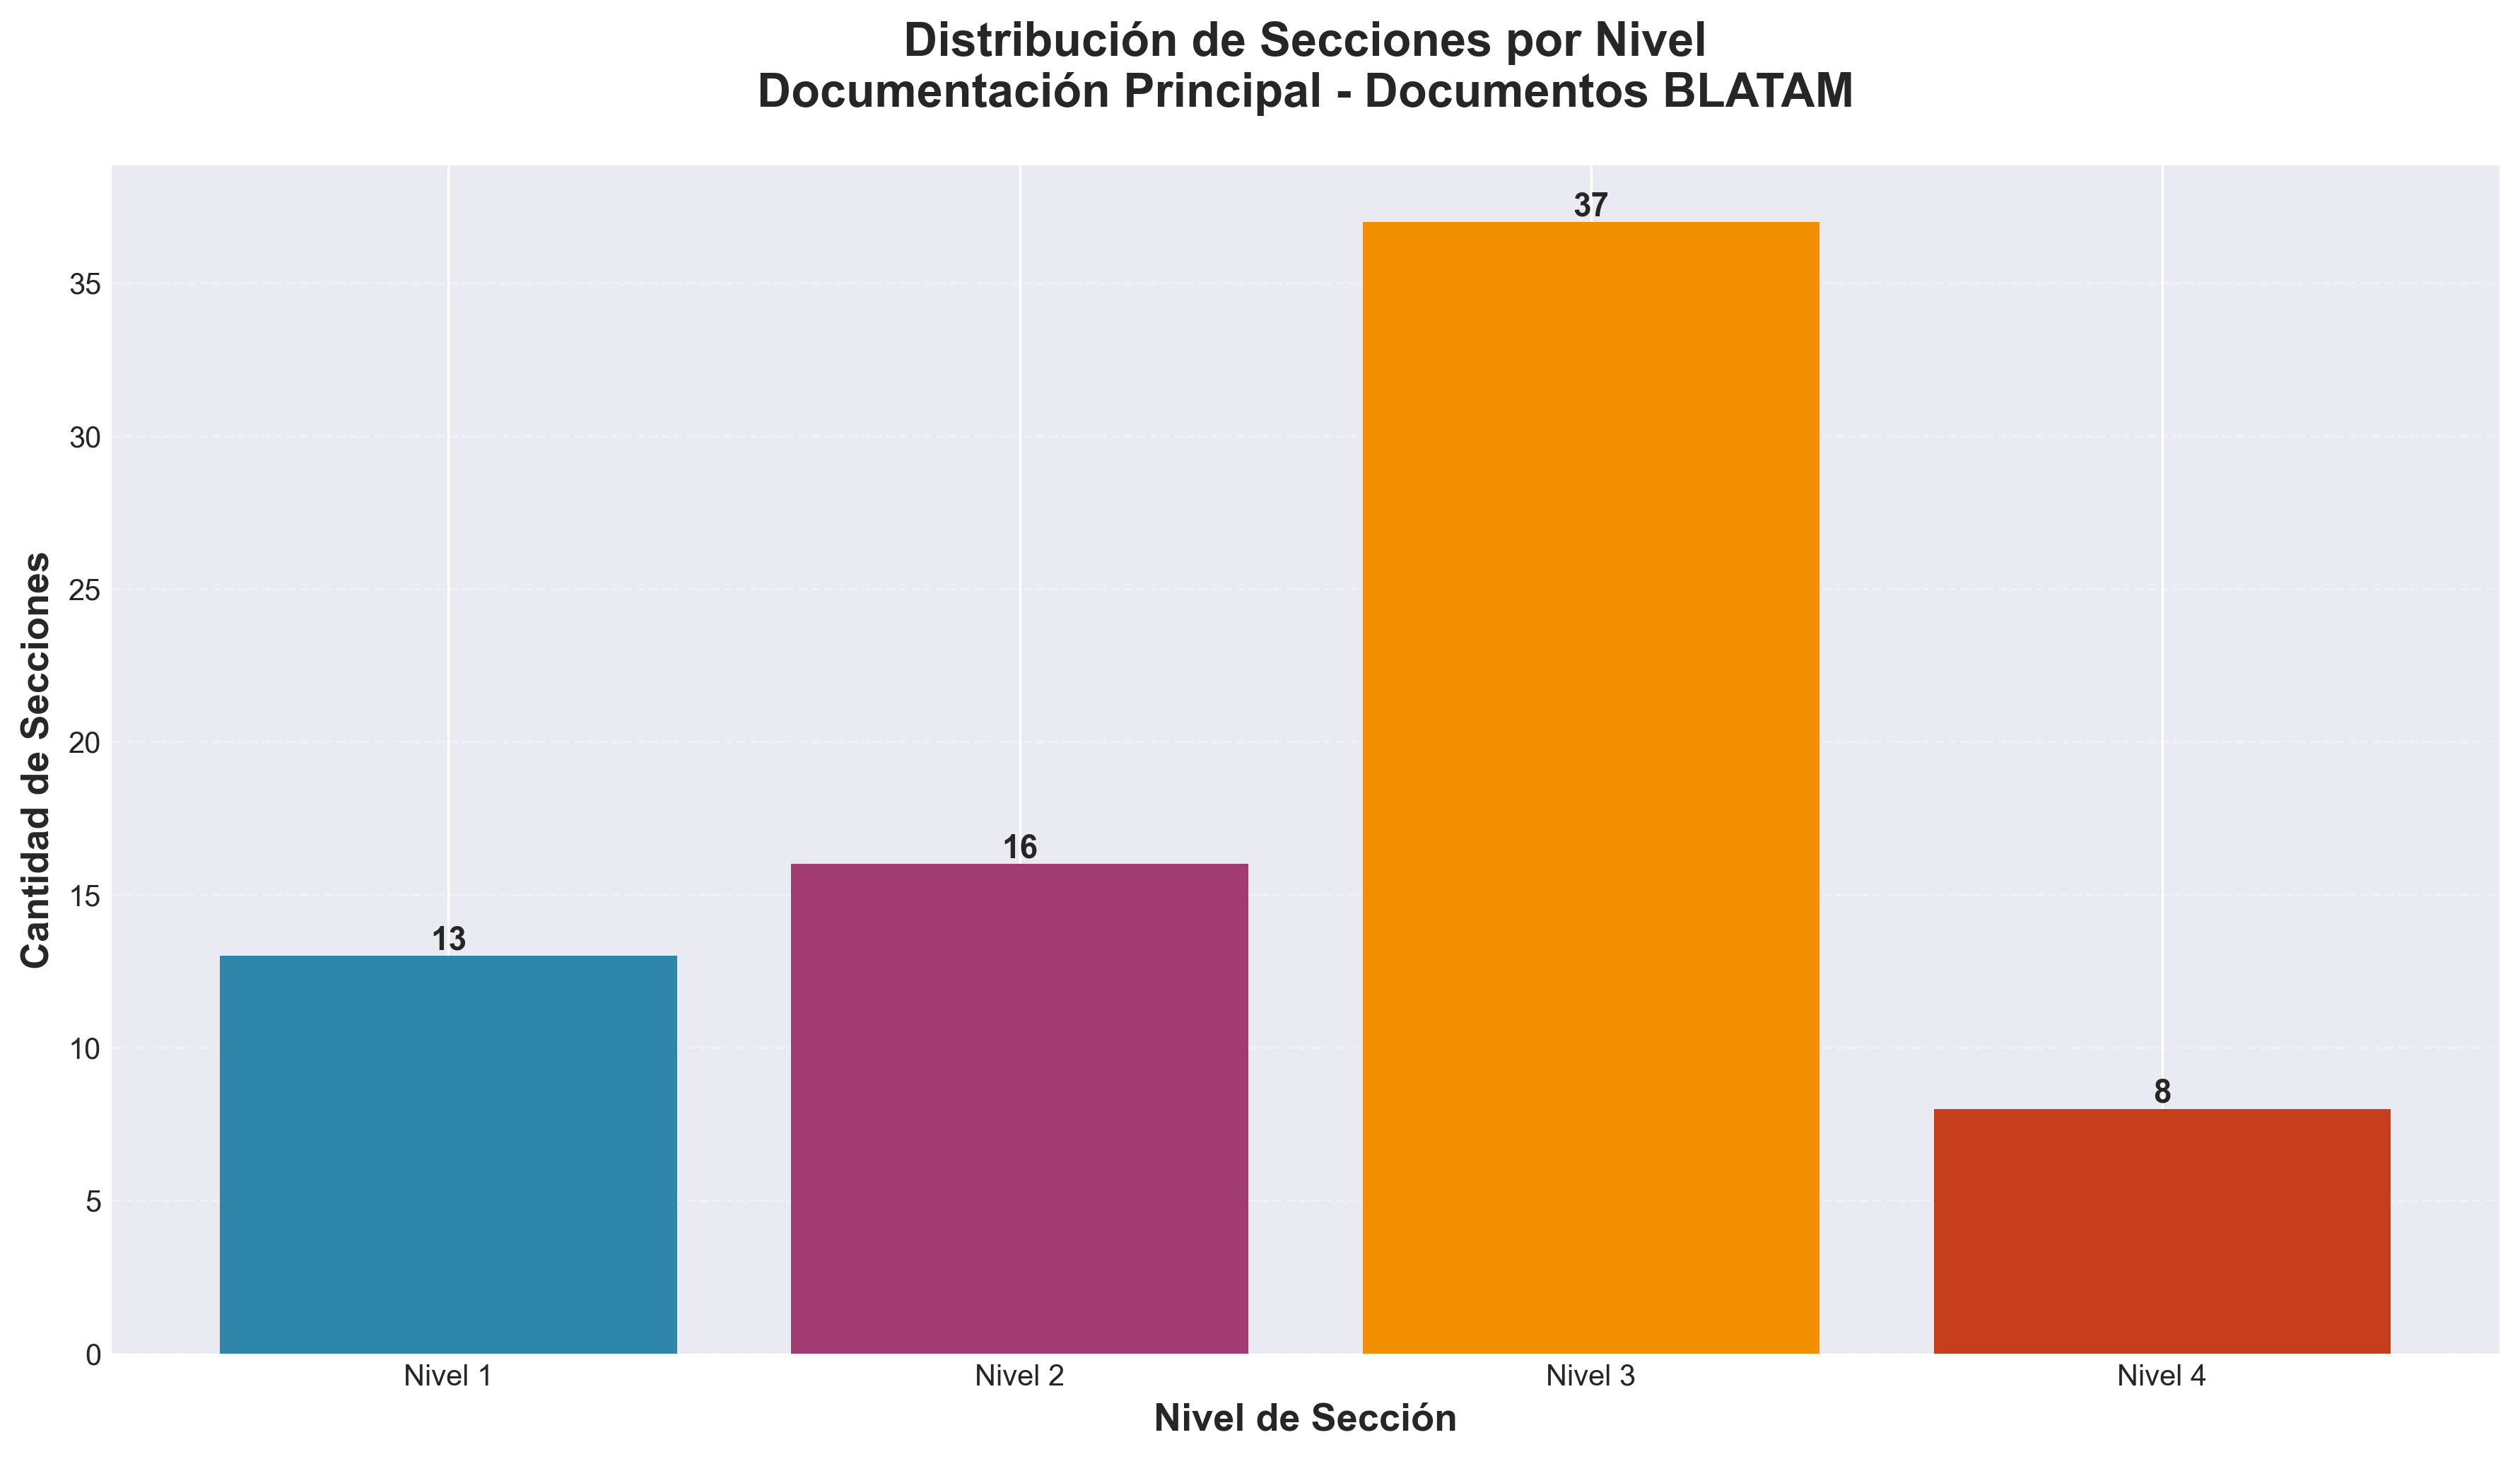 Distribución de Secciones por Nivel
Documentación Principal - Documentos BLATAM
Cantidad de Secciones
35
30
25
20
15
10
5
0
13
16
37
8
Nivel 1
Nivel 2
Nivel 3
Nivel 4
Nivel de Sección